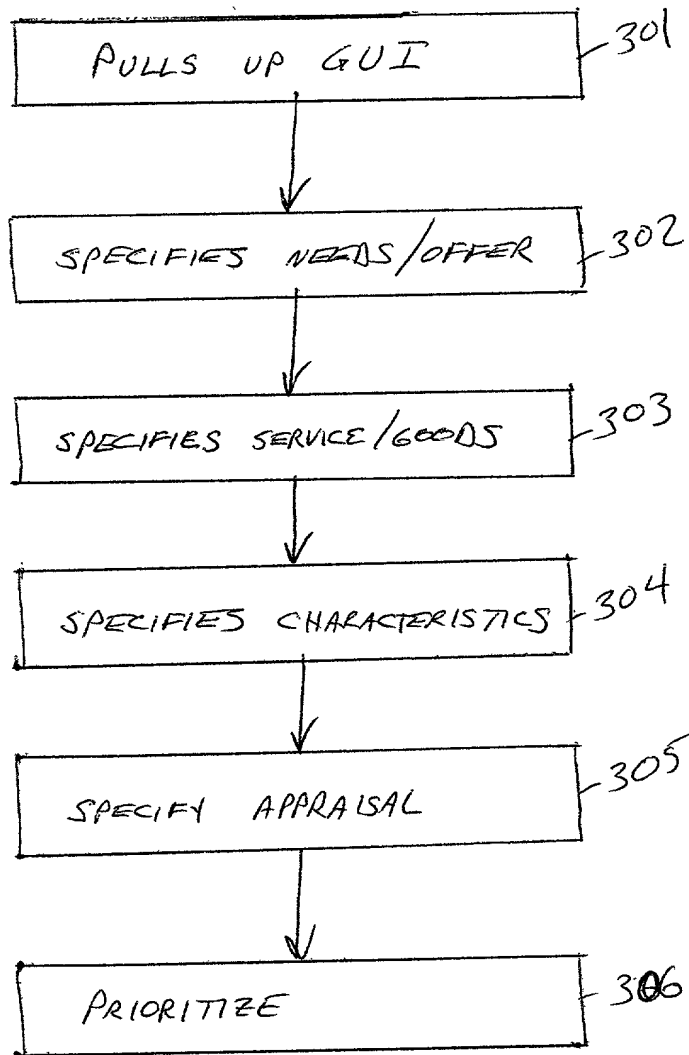 PULLS UP GUI
301
SPECIFIES NEEDS/OFFER
302
SPECIFIES SERVICE/GOODS
303
SPECIFIES CHARACTERISTICS
304
SPECIFY APPRAISAL
305
PRIORITIZE
306